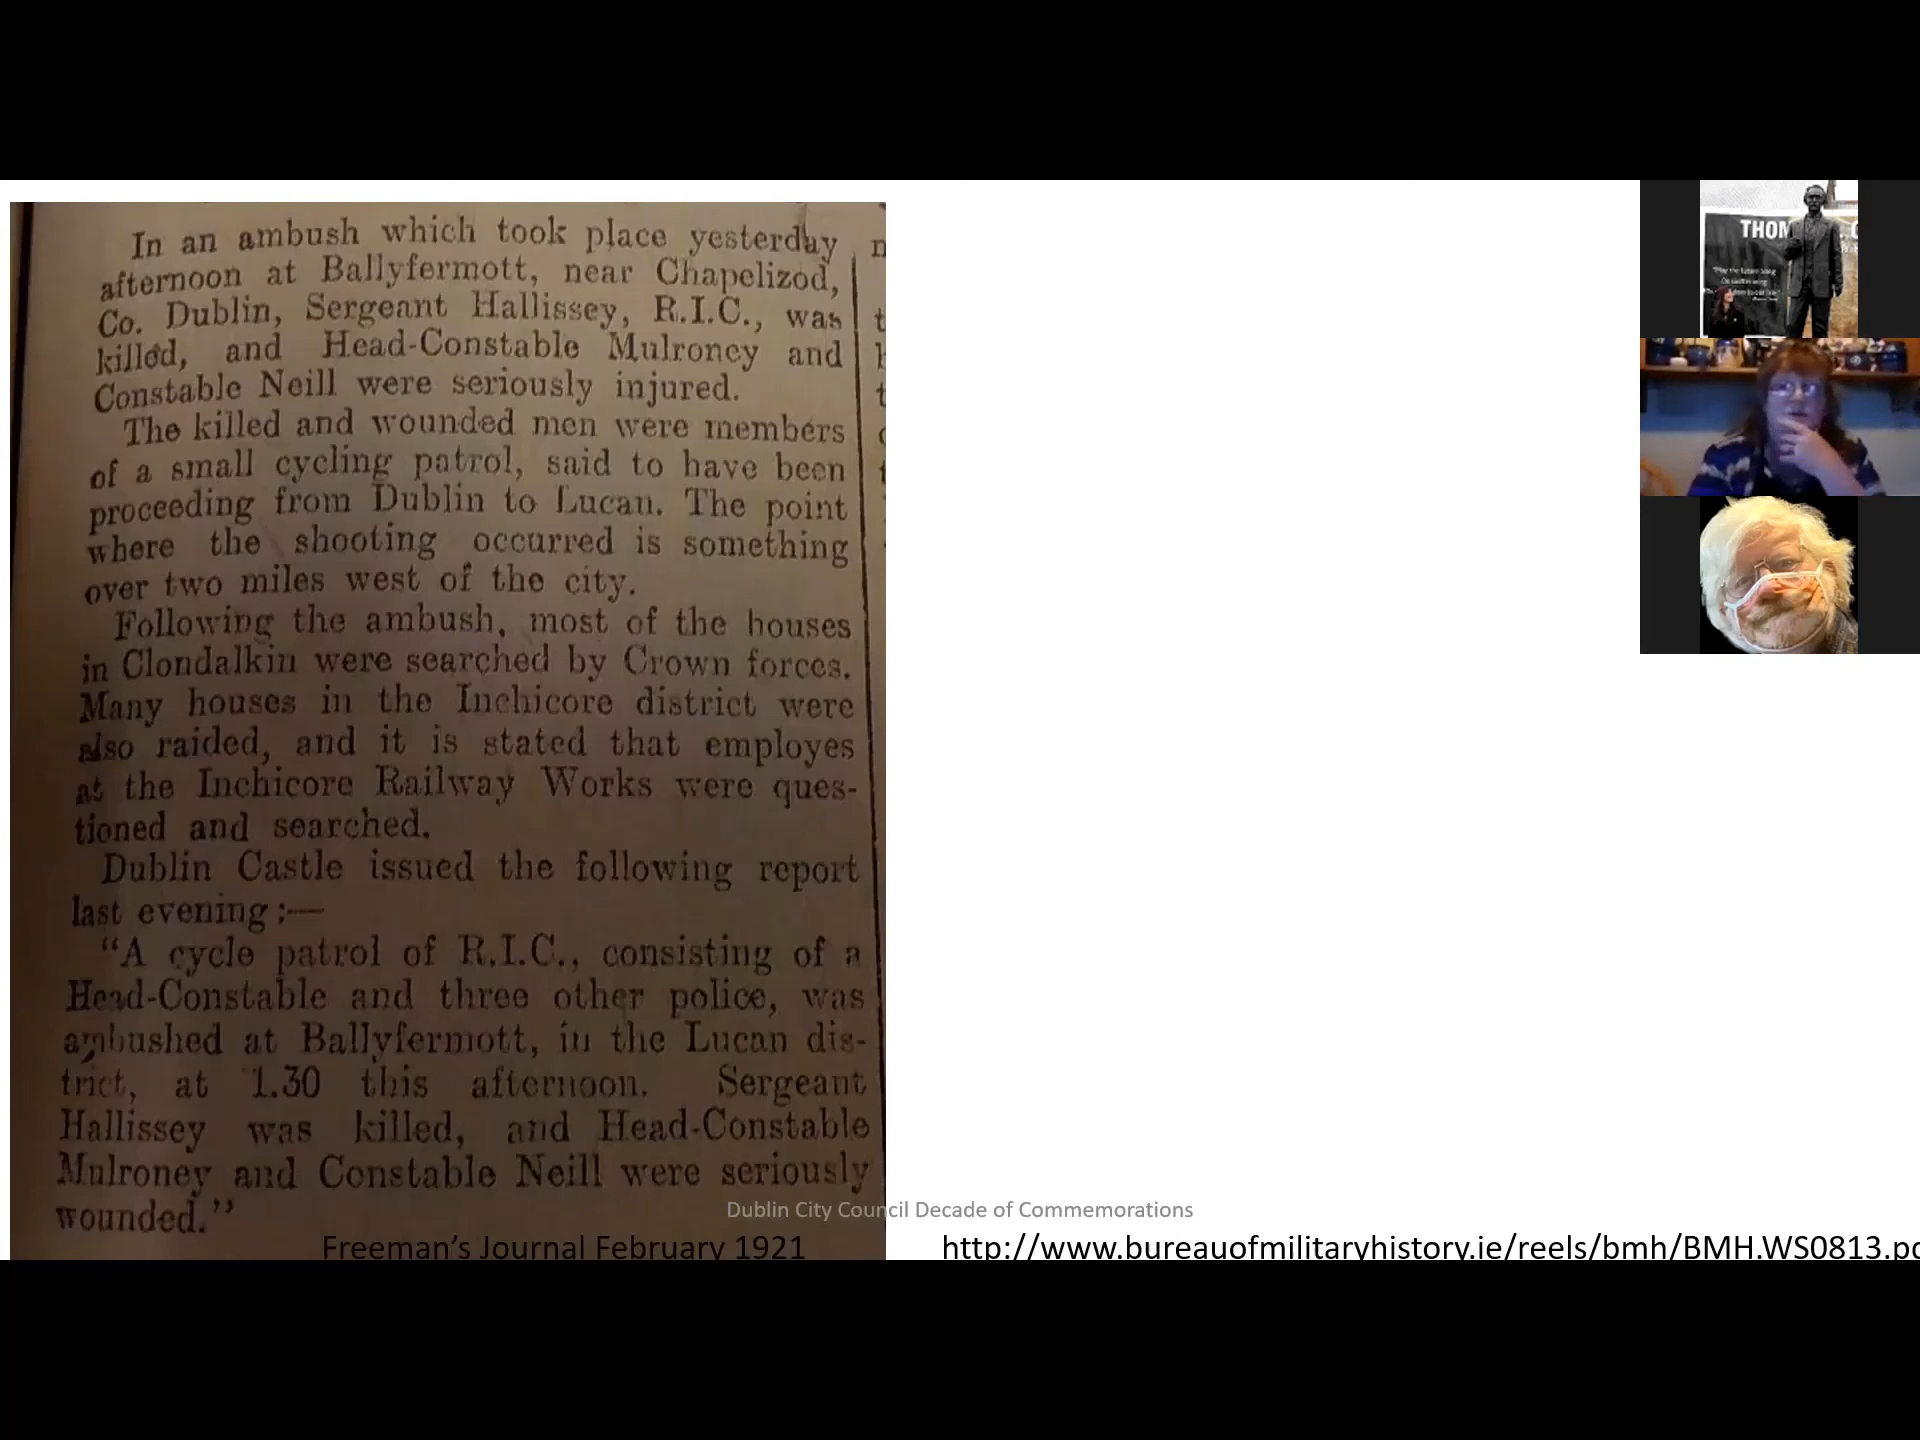 In an ambush which took place yesterday
afternoon at Ballyfermott, near Chapelizod,
Co. Dublin, Sergeant Hallissey, R.I.C., was
killed, and Head-Constable Mulroney and
Constable Neill were seriously injured.
The killed and wounded men were members
of a small cycling patrol, said to have been
proceeding from Dublin to Lucan. The point
where the shooting occurred is something
over two miles west of the city.
Following the ambush, most of the houses
in Clondalkin were searched by Crown forces.
Many houses in the Inchicore district were
also raided, and it is stated that employes
at the Inchicore Railway Works were ques-
tioned and searched.
Dublin Castle issued the following report
last evening:—
“A cycle patrol of R.I.C., consisting of a
Head-Constable and three other police, was
ambushed at Ballyfermott, in the Lucan dis-
trict, at 1.30 this afternoon. Sergeant
Hallissey was killed, and Head-Constable
Mulroney and Constable Neill were seriously
wounded.”
Dublin City Council Decade of Commemorations
Freeman’s Journal February 1921
http://www.bureauofmilitaryhistory.ie/reels/bmh/BMH.WS0813.p
THOM